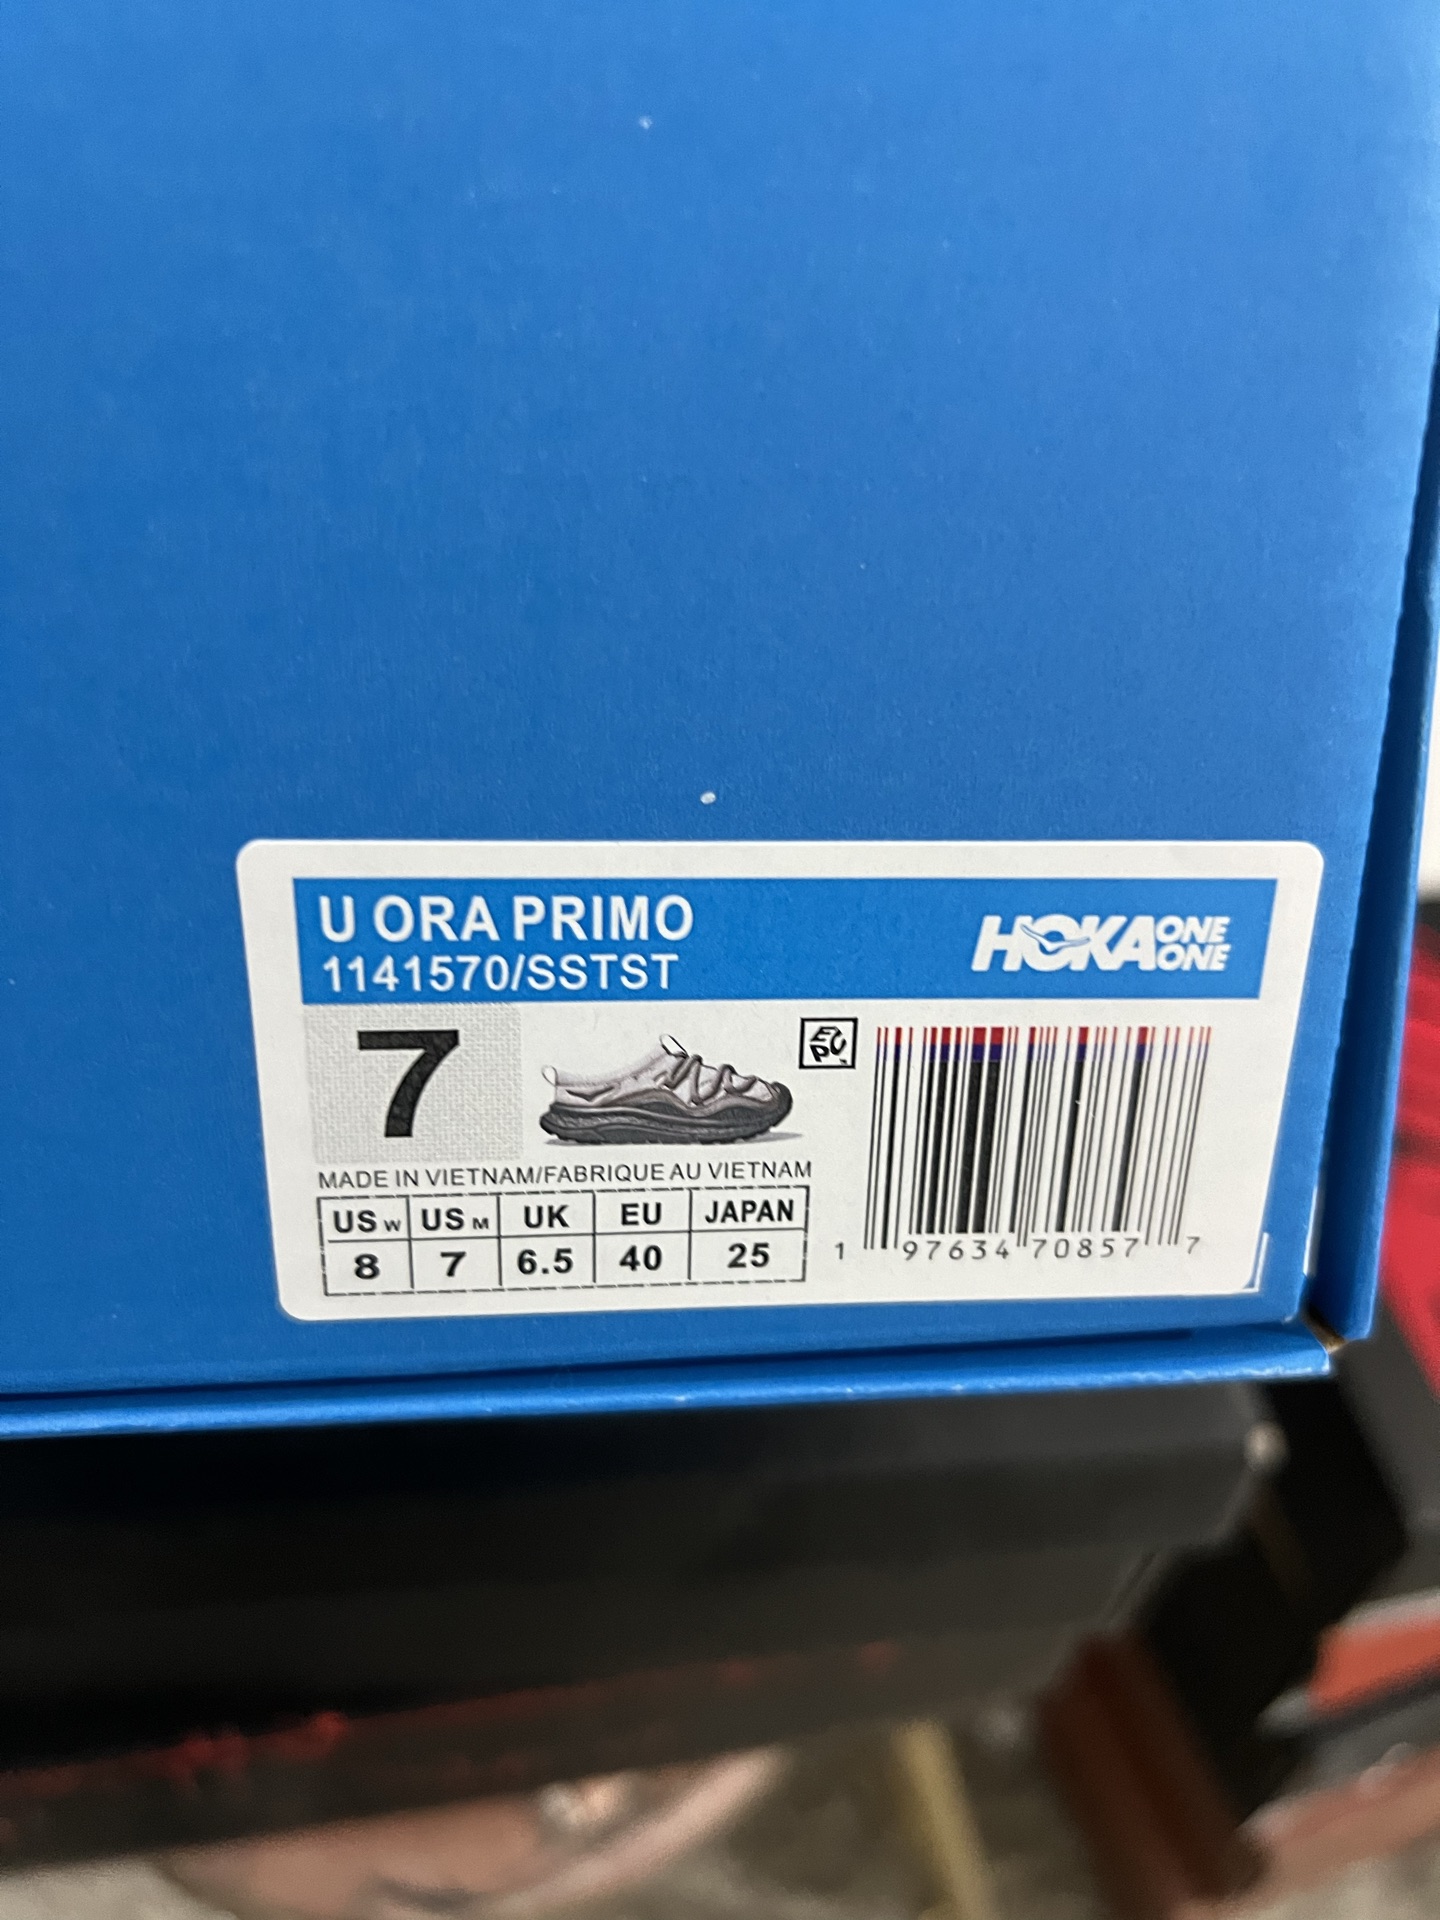 U ORA PRIMO
1141570/SSTST
HOKA ONE ONE
7
EPC
MADE IN VIETNAM/FABRIQUE AU VIETNAM
US W US M UK EU JAPAN
8 7 6.5 40 25
1 97634 70857 7